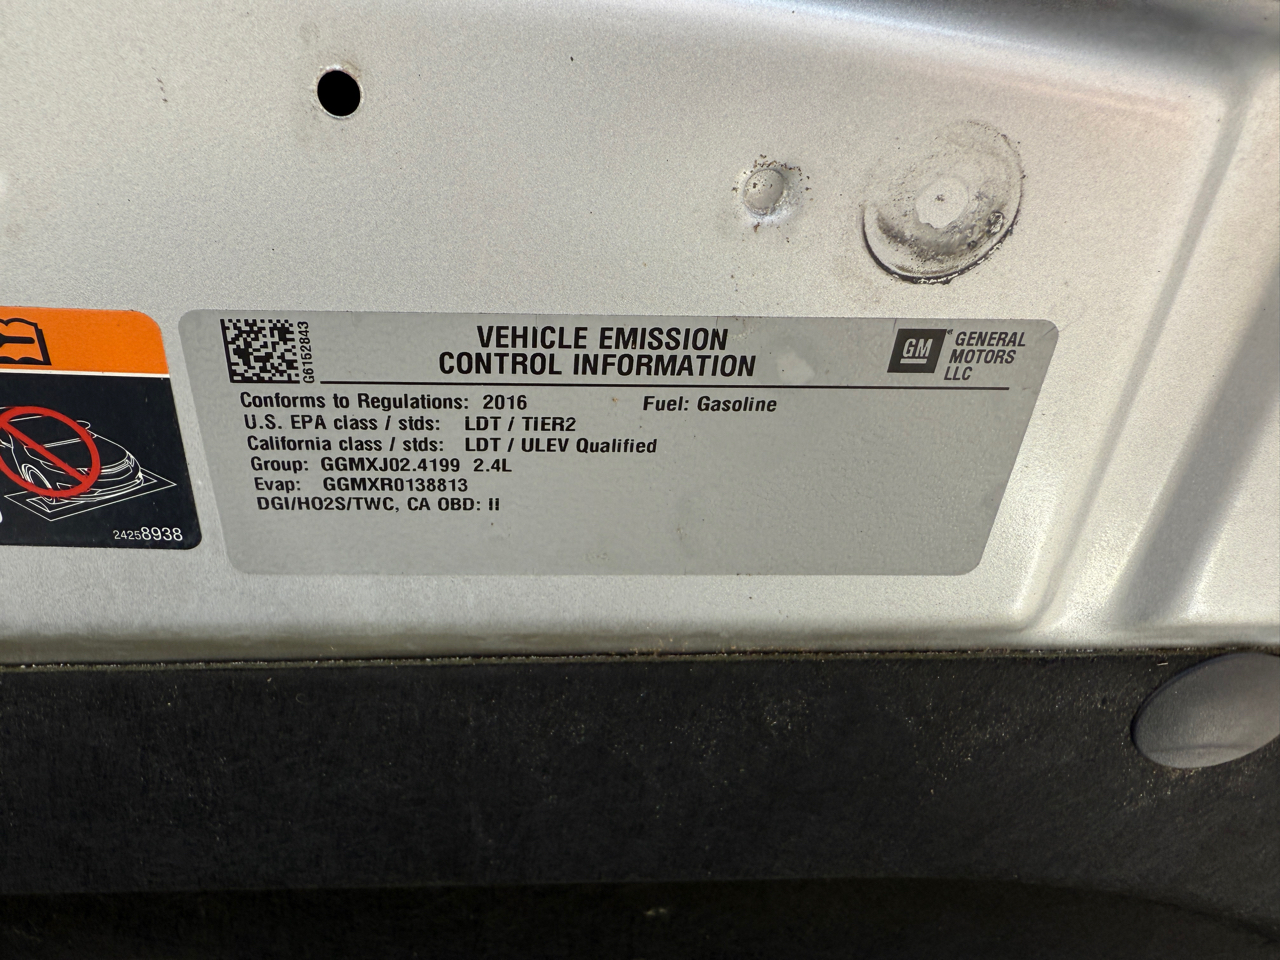 G6152843
VEHICLE EMISSION
CONTROL INFORMATION
GM
GENERAL
MOTORS
LLC
Conforms to Regulations: 2016 Fuel: Gasoline
U.S. EPA class / stds: LDT / TIER2
California class / stds: LDT / ULEV Qualified
Group: GGMXJ02.4199 2.4L
Evap: GGMXR0138813
DGI/HO2S/TWC, CA OBD: II
24258938